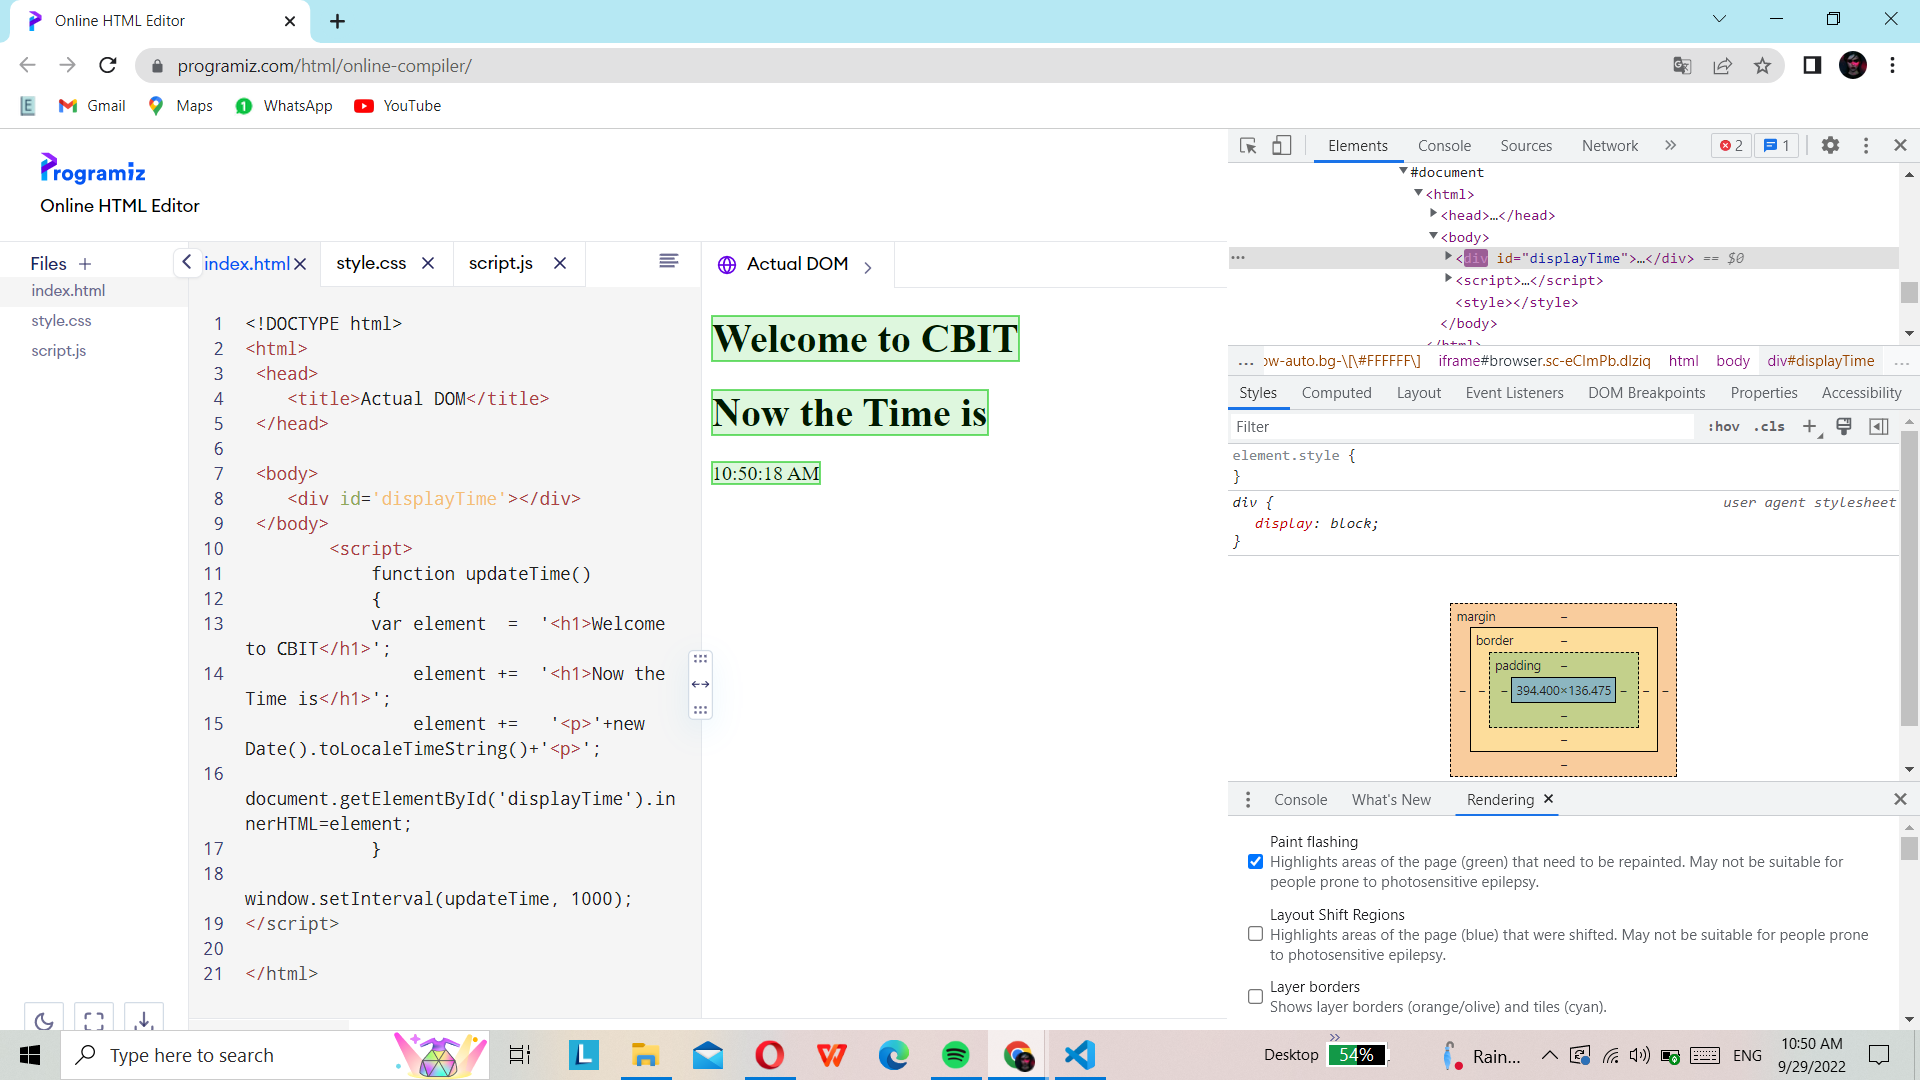 Online HTML Editor
programiz.com/html/online-compiler/
Gmail
Maps
WhatsApp
YouTube
Programiz
Online HTML Editor
Files +
index.html
style.css
script.js
index.html
style.css
script.js
1 <!DOCTYPE html>
2 <html>
3 <head>
4 <title>Actual DOM</title>
5 </head>
6
7 <body>
8 <div id='displayTime'></div>
9 </body>
10 <script>
11 function updateTime()
12 {
13 var element = '<h1>Welcome
to CBIT</h1>';
14 element += '<h1>Now the
Time is</h1>';
15 element += '<p>'+new
Date().toLocaleTimeString()+'<p>';
16
document.getElementById('displayTime').in
nerHTML=element;
17 }
18
window.setInterval(updateTime, 1000);
19 </script>
20
21 </html>
Actual DOM
Welcome to CBIT
Now the Time is
10:50:18 AM
Elements Console Sources Network » 2 1
#document
<html>
<head>…</head>
<body>
<div id="displayTime">…</div> == $0
<script>…</script>
<style></style>
</body>
</html>
… ow-auto.bg-\[\#FFFFFF\] iframe#browser.sc-eCImPb.dlziq html body div#displayTime …
Styles Computed Layout Event Listeners DOM Breakpoints Properties Accessibility
Filter :hov .cls +
element.style {
}
div { user agent stylesheet
display: block;
}
margin –
border –
padding –
– – – 394.400×136.475 – – –
–
–
–
Console What's New Rendering
Paint flashing
Highlights areas of the page (green) that need to be repainted. May not be suitable for
people prone to photosensitive epilepsy.
Layout Shift Regions
Highlights areas of the page (blue) that were shifted. May not be suitable for people prone
to photosensitive epilepsy.
Layer borders
Shows layer borders (orange/olive) and tiles (cyan).
Type here to search
Desktop » 54%
Rain...
ENG
10:50 AM
9/29/2022